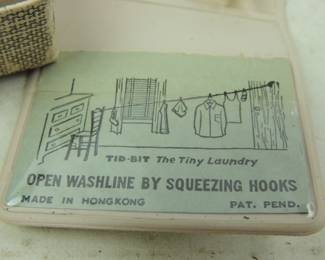 TID-BIT The Tiny Laundry
OPEN WASHLINE BY SQUEEZING HOOKS
MADE IN HONGKONG PAT. PEND.